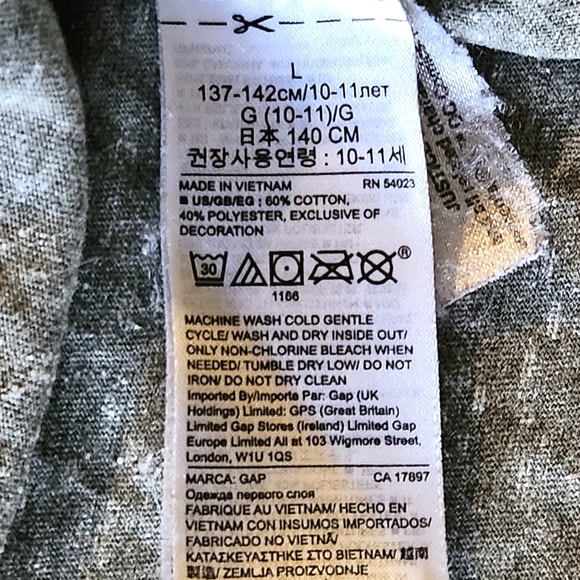 L
137-142см/10-11лет
G (10-11)/G
日本 140 CM
권장사용연령 : 10-11세
MADE IN VIETNAM RN 54023
■ US/GB/EG : 60% COTTON,
40% POLYESTER, EXCLUSIVE OF
DECORATION
30
®
1166
MACHINE WASH COLD GENTLE
CYCLE/ WASH AND DRY INSIDE OUT/
ONLY NON-CHLORINE BLEACH WHEN
NEEDED/ TUMBLE DRY LOW/ DO NOT
IRON/ DO NOT DRY CLEAN
Imported By/Importe Par: Gap (UK
Holdings) Limited: GPS (Great Britain)
Limited Gap Stores (Ireland) Limited Gap
Europe Limited All at 103 Wigmore Street,
London, W1U 1QS
MARCA: GAP CA 17897
Одежда первого слоя
FABRIQUE AU VIETNAM/ HECHO EN
VIETNAM CON INSUMOS IMPORTADOS/
FABRICADO NO VIETNÃ/
ΚΑΤΑΣΚΕΥΑΣΤΗΚΕ ΣΤΟ ΒΙΕΤΝΑΜ/ 越南
製造/ ZEMLJA PROIZVODNJE